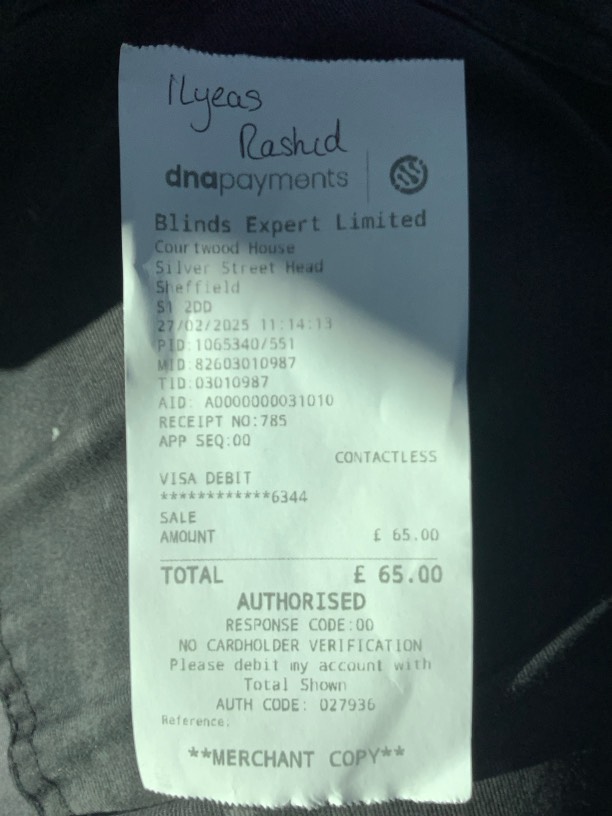 Ilyeas
Rashid
dnapayments
Blinds Expert Limited
Courtwood House
Silver Street Head
Sheffield
S1 2DD
27/02/2025 11:14:13
PID:1065340/551
MID:82603010987
TID:03010987
AID: A0000000031010
RECEIPT NO:785
APP SEQ:00
CONTACTLESS
VISA DEBIT
************6344
SALE
AMOUNT £ 65.00
TOTAL £ 65.00
AUTHORISED
RESPONSE CODE:00
NO CARDHOLDER VERIFICATION
Please debit my account with
Total Shown
AUTH CODE: 027936
Reference:
**MERCHANT COPY**